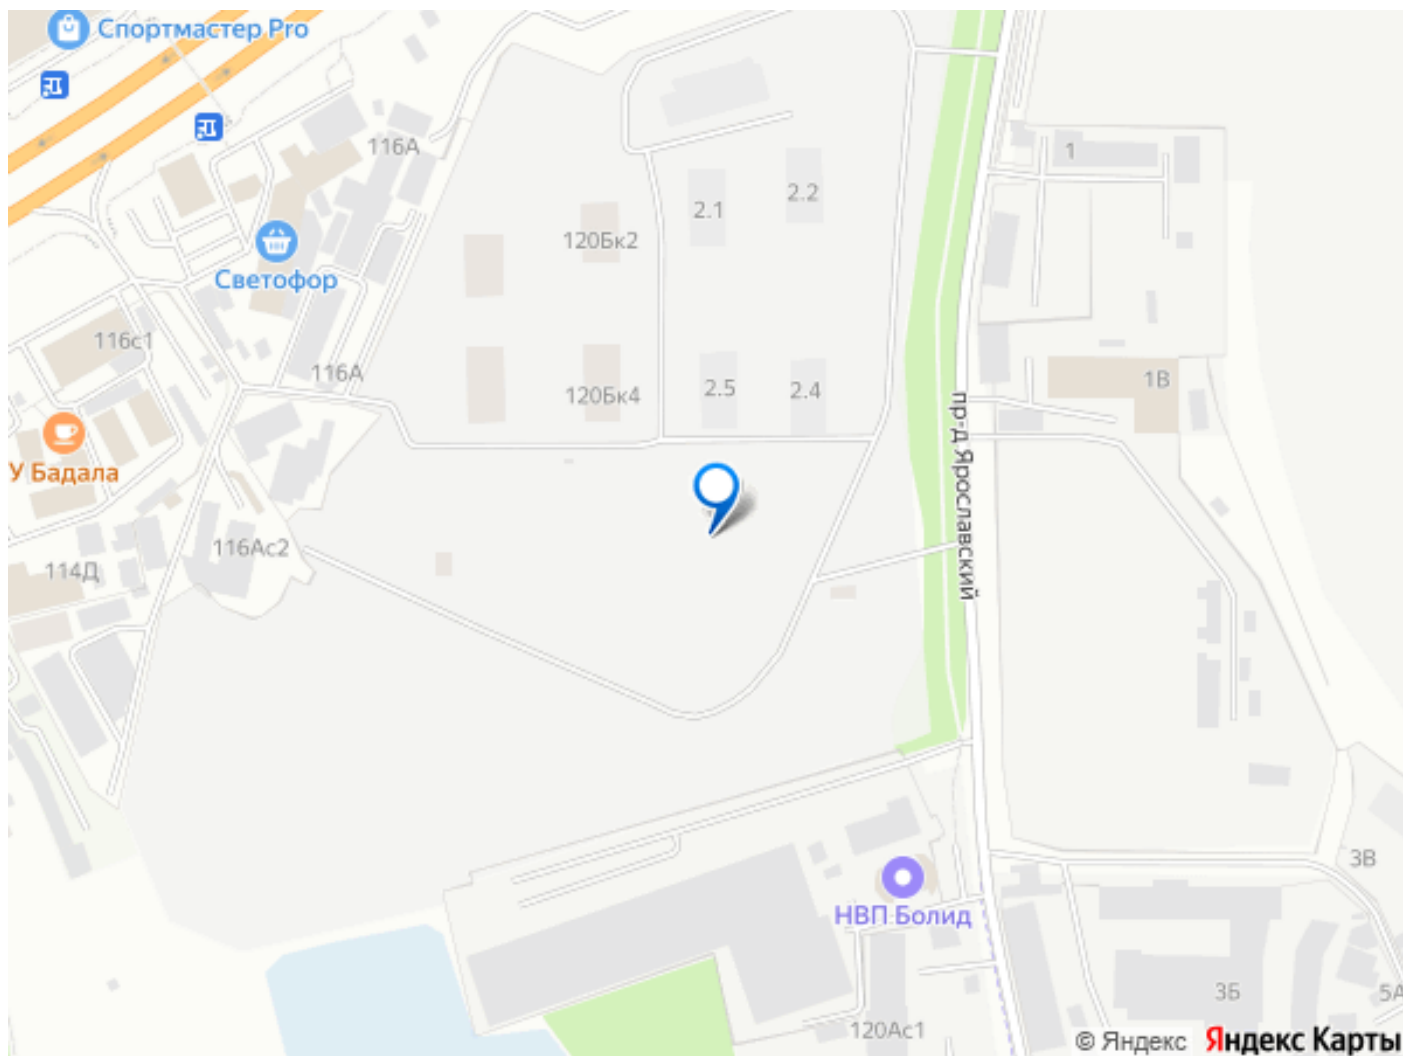 Спортмастер Pro
116А
1
2.2
2.1
120Бк2
Светофор
116с1
116А
1В
2.5
2.4
120Бк4
пр-д Ярославский
У Бадала
116Ас2
114Д
3В
НВП Болид
3Б
5А
120Ас1
© Яндекс Яндекс Карты